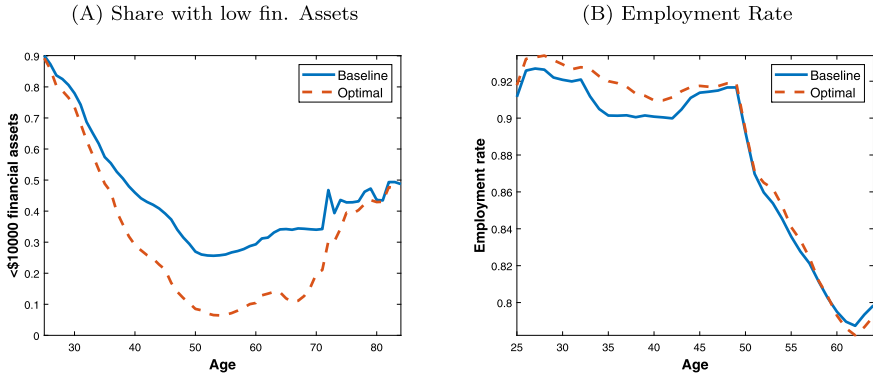 (A) Share with low fin. Assets
0.9
0.8
0.7
0.6
0.5
0.4
0.3
0.2
0.1
0
<$10000 financial assets
30 40 50 60 70 80
Age
Baseline
Optimal
(B) Employment Rate
0.92
0.9
0.88
0.86
0.84
0.82
0.8
Employment rate
25 30 35 40 45 50 55 60
Age
Baseline
Optimal